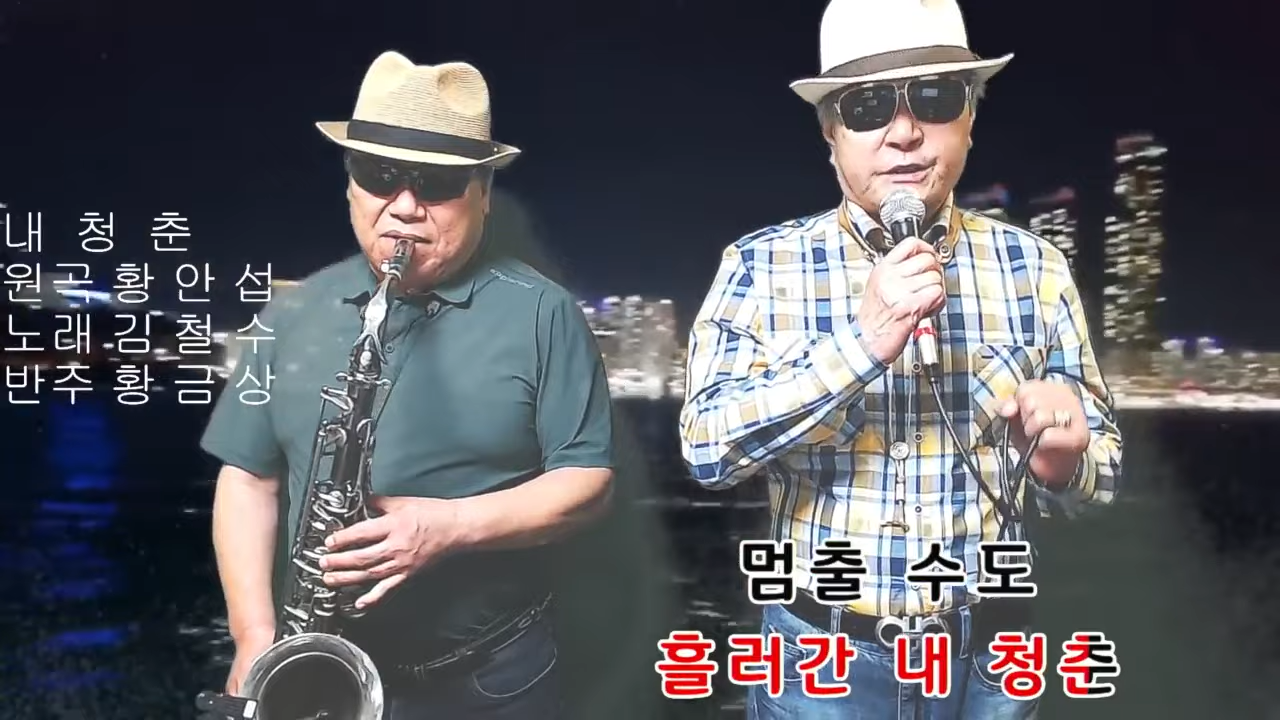 내 청 춘
원곡 황 안 섭
노래 김 철 수
반주 황 금 상
멈출 수도
흘러간 내 청춘